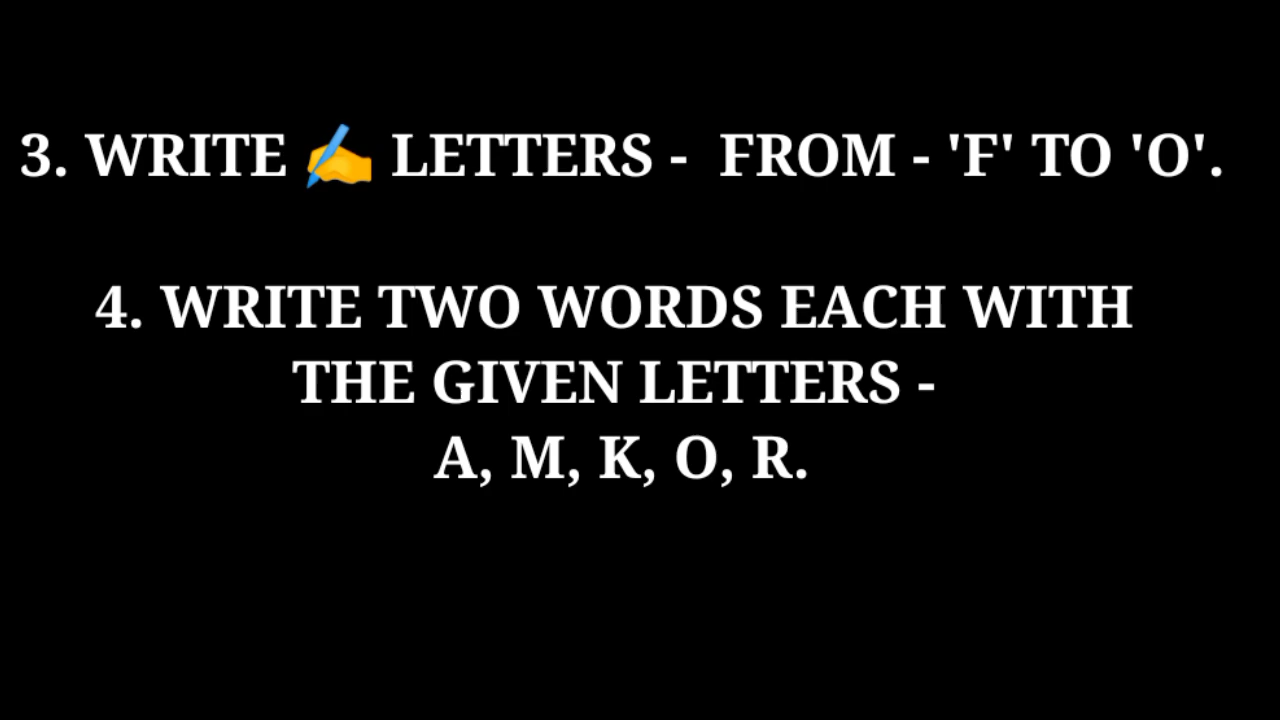 3. WRITE ✍️ LETTERS -  FROM - 'F' TO 'O'.
4. WRITE TWO WORDS EACH WITH
THE GIVEN LETTERS -
A, M, K, O, R.